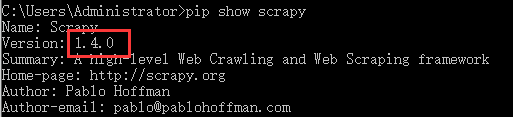 C:\Users\Administrator>pip show scrapy
Name: Scrapy
Version: 1.4.0
Summary: A high-level Web Crawling and Web Scraping framework
Home-page: http://scrapy.org
Author: Pablo Hoffman
Author-email: pablo@pablohoffman.com